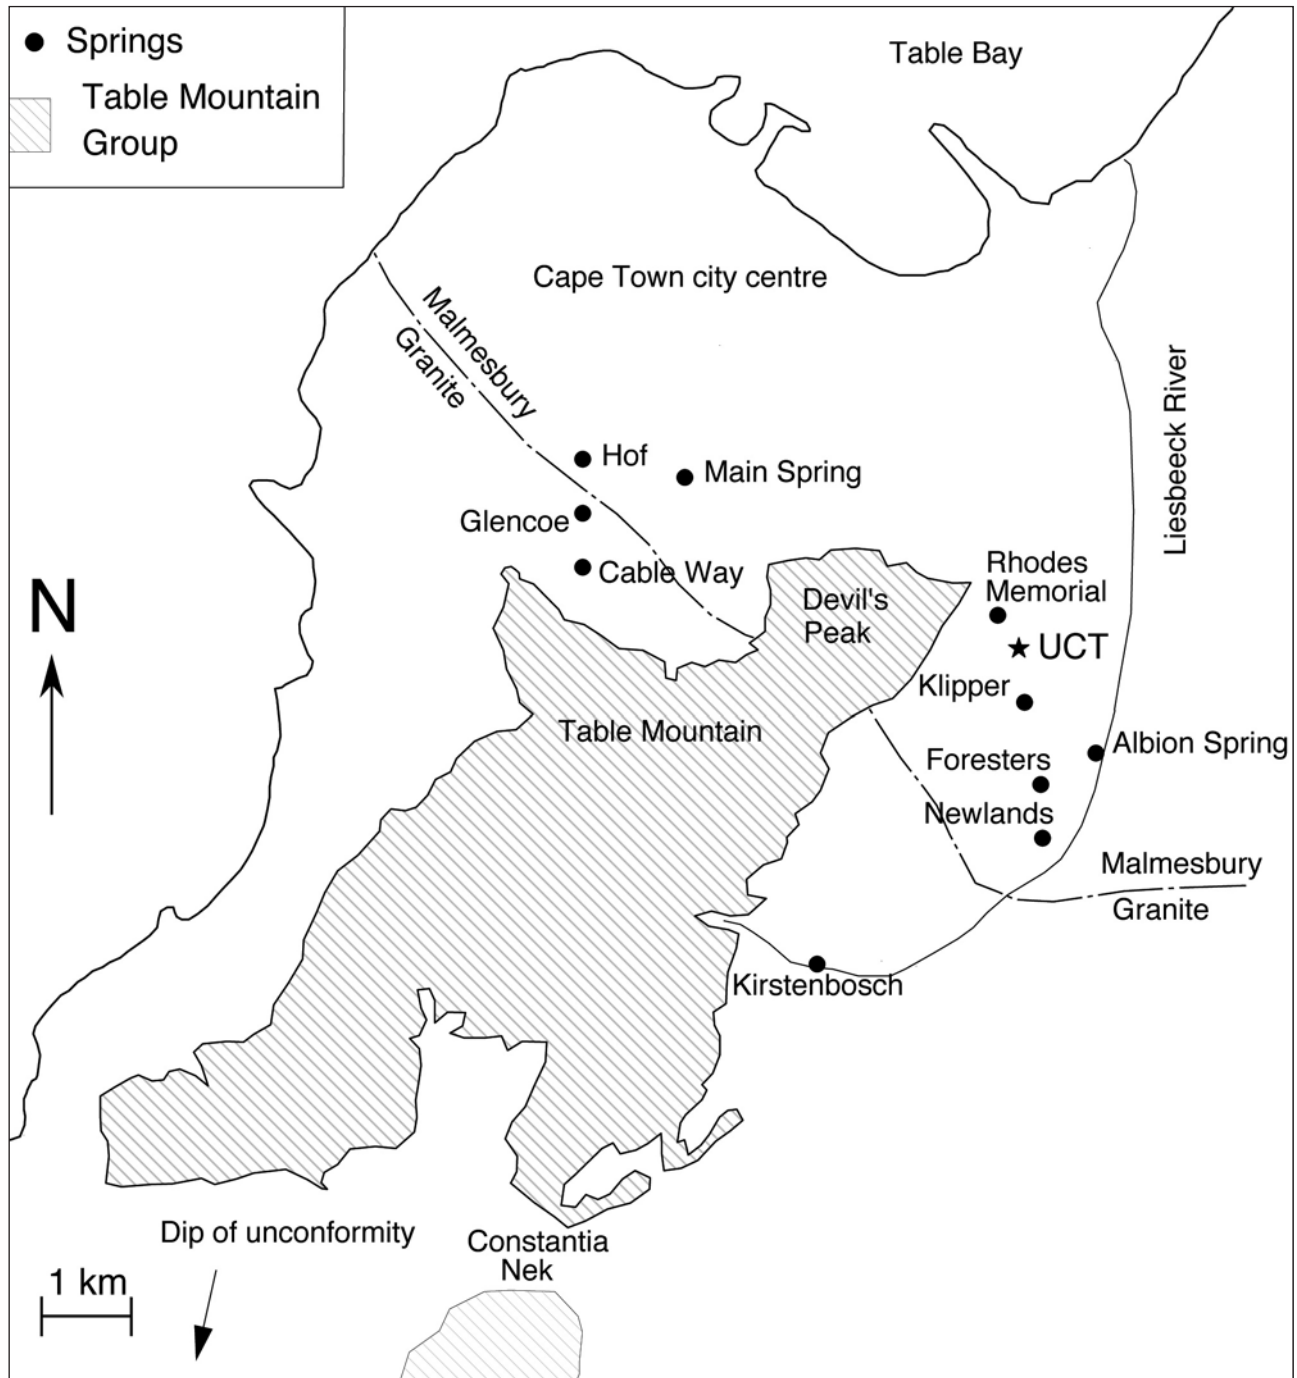 Springs
Table Mountain
Group
Table Bay
Cape Town city centre
Malmesbury
Granite
Liesbeeck River
Hof
Main Spring
Glencoe
Cable Way
Rhodes
Memorial
Devil's
Peak
N
UCT
Klipper
Table Mountain
Albion Spring
Foresters
Newlands
Malmesbury
Granite
Kirstenbosch
Dip of unconformity
Constantia
Nek
1 km